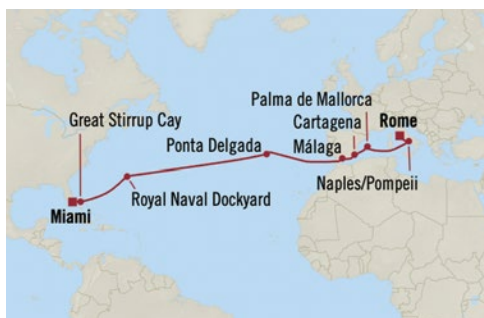 Great Stirrup Cay
Miami
Royal Naval Dockyard
Ponta Delgada
Palma de Mallorca
Cartagena
Málaga
Rome
Naples/Pompeii